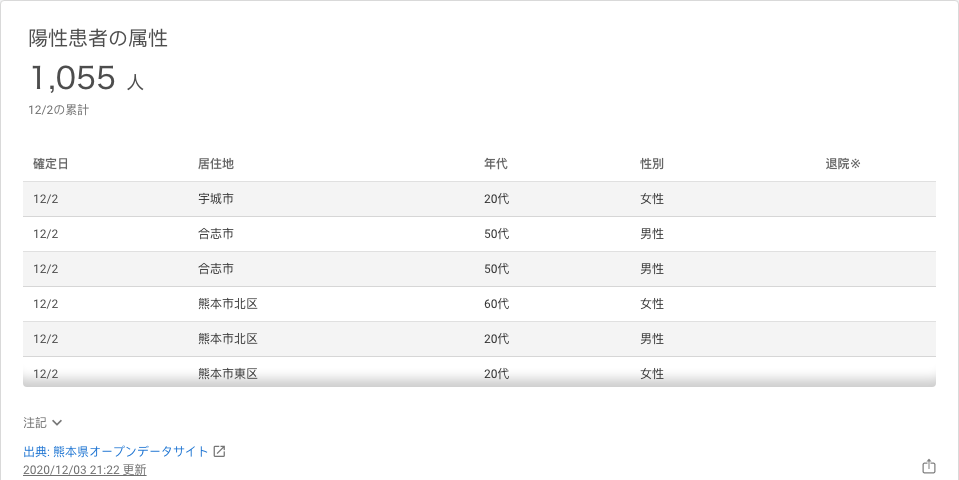 陽性患者の属性
1,055 人
12/2の累計
確定日 居住地 年代 性別 退院※
12/2 宇城市 20代 女性
12/2 合志市 50代 男性
12/2 合志市 50代 男性
12/2 熊本市北区 60代 女性
12/2 熊本市北区 20代 男性
12/2 熊本市東区 20代 女性
注記
出典: 熊本県オープンデータサイト
2020/12/03 21:22 更新